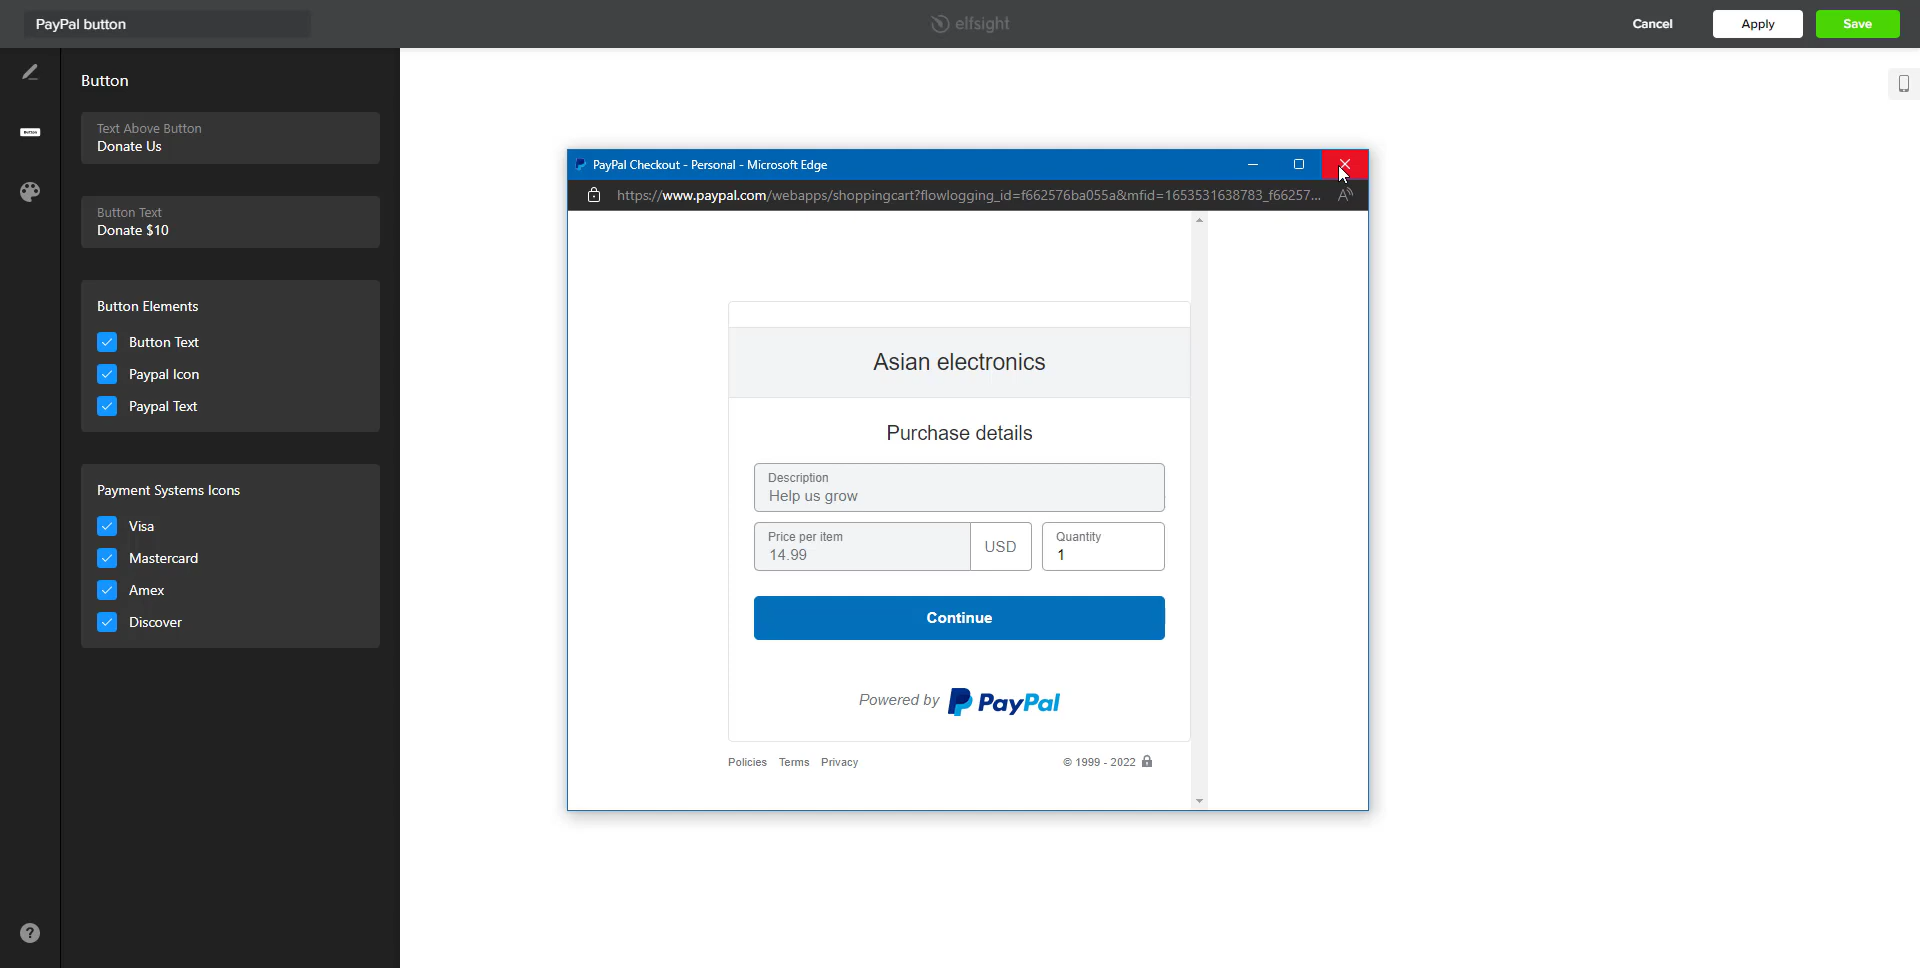 PayPal button
elfsight
Cancel
Apply
Save
Button
Text Above Button
Donate Us
Button Text
Donate $10
Button Elements
Button Text
Paypal Icon
Paypal Text
Payment Systems Icons
Visa
Mastercard
Amex
Discover
PayPal Checkout - Personal - Microsoft Edge
https://www.paypal.com/webapps/shoppingcart?flowlogging_id=f662576ba055a&mfid=1653531638783_f66257...
Asian electronics
Purchase details
Description
Help us grow
Price per item
14.99
USD
Quantity
1
Continue
Powered by PayPal
Policies Terms Privacy
© 1999 - 2022